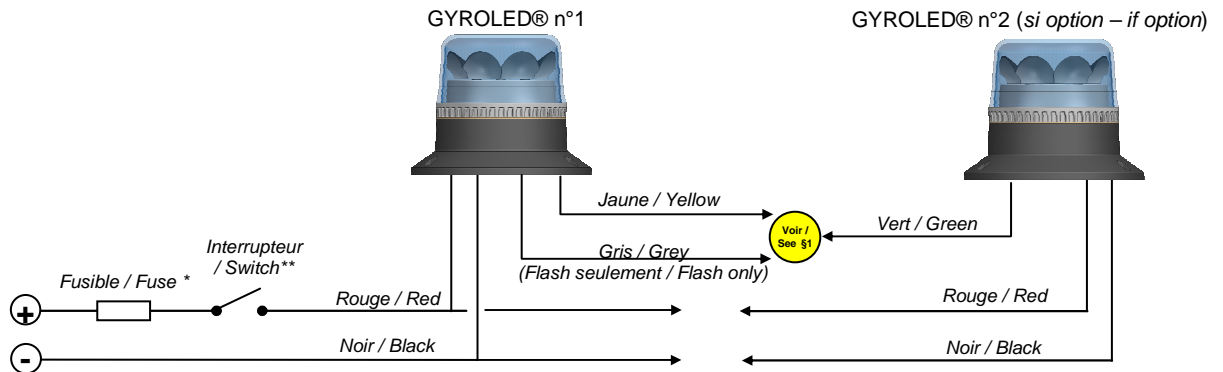 GYROLED® n°1
GYROLED® n°2 (si option – if option)
Jaune / Yellow
Voir /
See §1
Vert / Green
Gris / Grey
(Flash seulement / Flash only)
Interrupteur
/ Switch**
Fusible / Fuse *
Rouge / Red
Rouge / Red
+
Noir / Black
Noir / Black
-